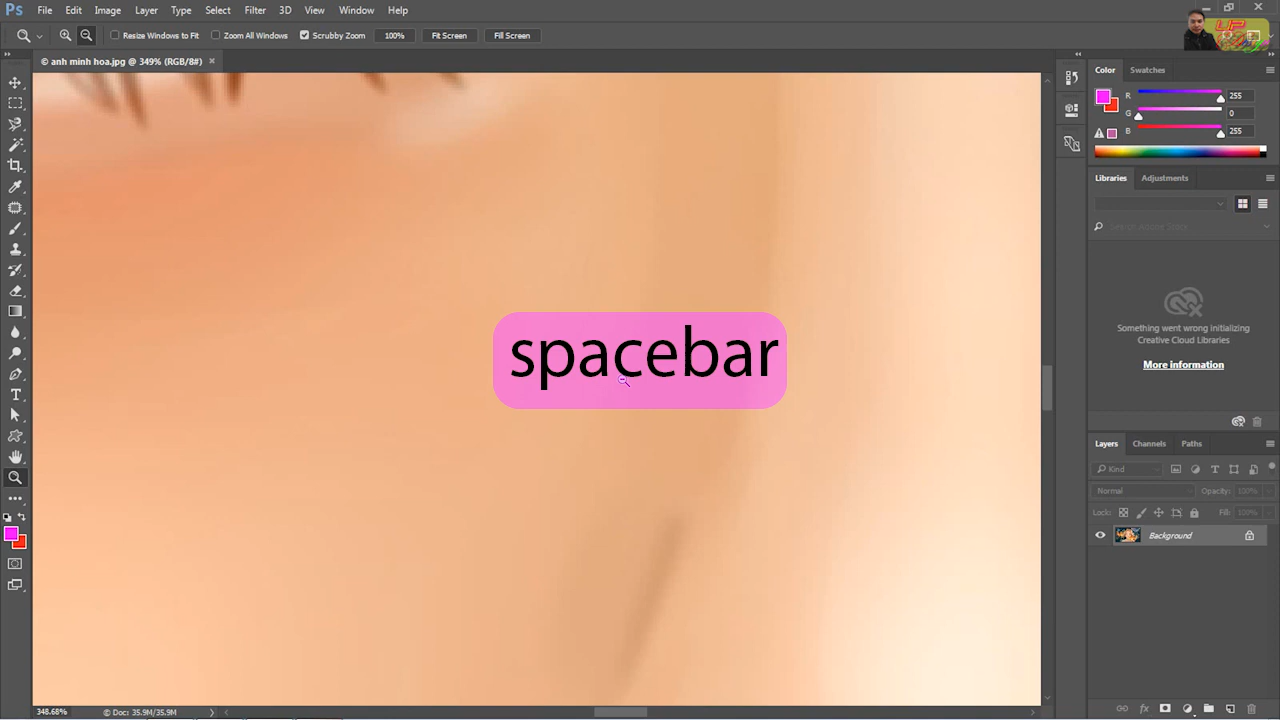 Ps File Edit Image Layer Type Select Filter 3D View Window Help
Resize Windows to Fit Zoom All Windows Scrubby Zoom 100% Fit Screen Fill Screen
© anh minh hoa.jpg @ 349% (RGB/8#) ×
Color Swatches
R 255
G 0
B 255
Libraries Adjustments
Something went wrong initializing
Creative Cloud Libraries
More information
spacebar
Layers Channels Paths
Kind
Normal Opacity: 100%
Lock: Fill: 100%
Background
fx
348.68% © Doc: 35.9M/35.9M